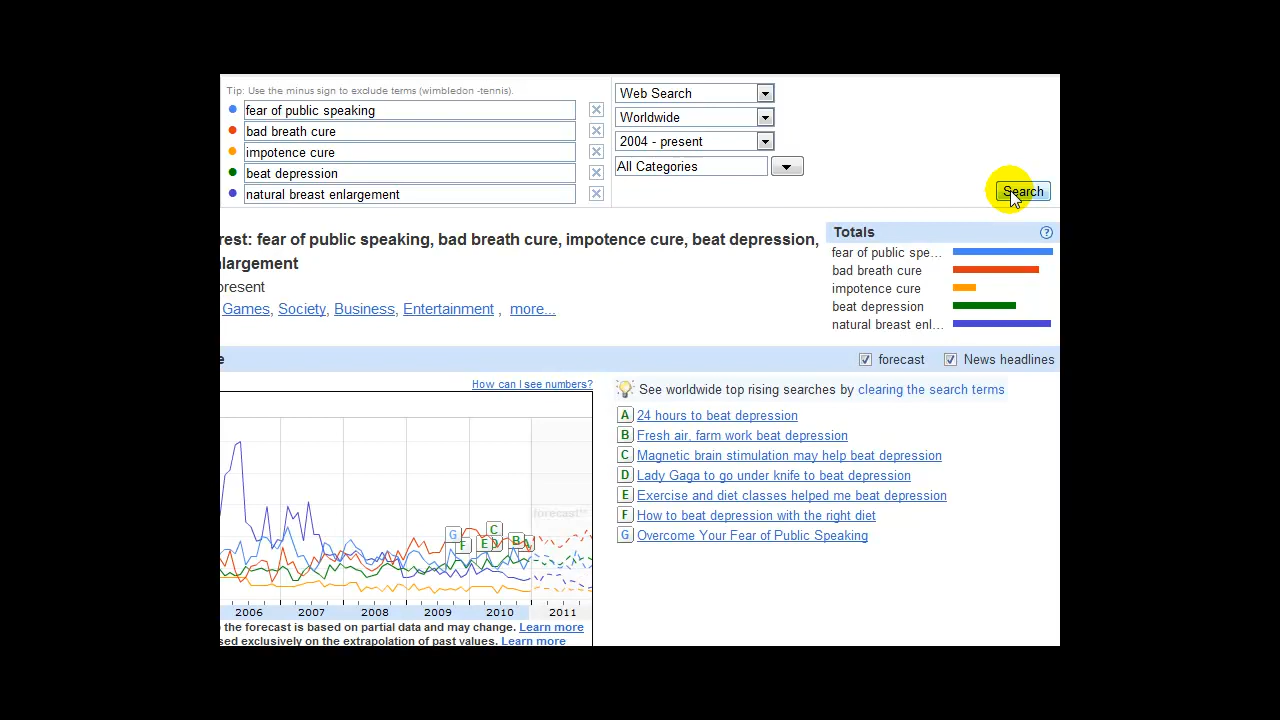 Tip: Use the minus sign to exclude terms (wimbledon -tennis).
fear of public speaking
bad breath cure
impotence cure
beat depression
natural breast enlargement
Web Search
Worldwide
2004 - present
All Categories
Search
rest: fear of public speaking, bad breath cure, impotence cure, beat depression,
largement
present
Games, Society, Business, Entertainment , more...
Totals
fear of public spe...
bad breath cure
impotence cure
beat depression
natural breast enl...
e
forecast
News headlines
How can I see numbers?
forecast
G
F
C
E
D
B
A
2006 2007 2008 2009 2010 2011
the forecast is based on partial data and may change. Learn more
sed exclusively on the extrapolation of past values. Learn more
See worldwide top rising searches by clearing the search terms
A 24 hours to beat depression
B Fresh air, farm work beat depression
C Magnetic brain stimulation may help beat depression
D Lady Gaga to go under knife to beat depression
E Exercise and diet classes helped me beat depression
F How to beat depression with the right diet
G Overcome Your Fear of Public Speaking